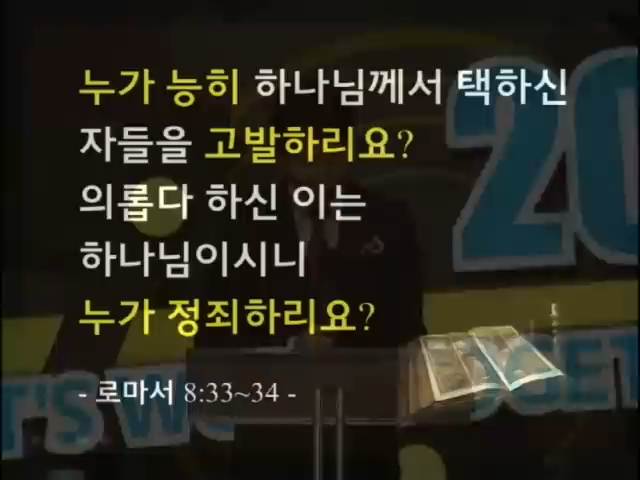 누가 능히 하나님께서 택하신
자들을 고발하리요?
의롭다 하신 이는
하나님이시니
누가 정죄하리요?
- 로마서 8:33~34 -
20
T'S W
GET